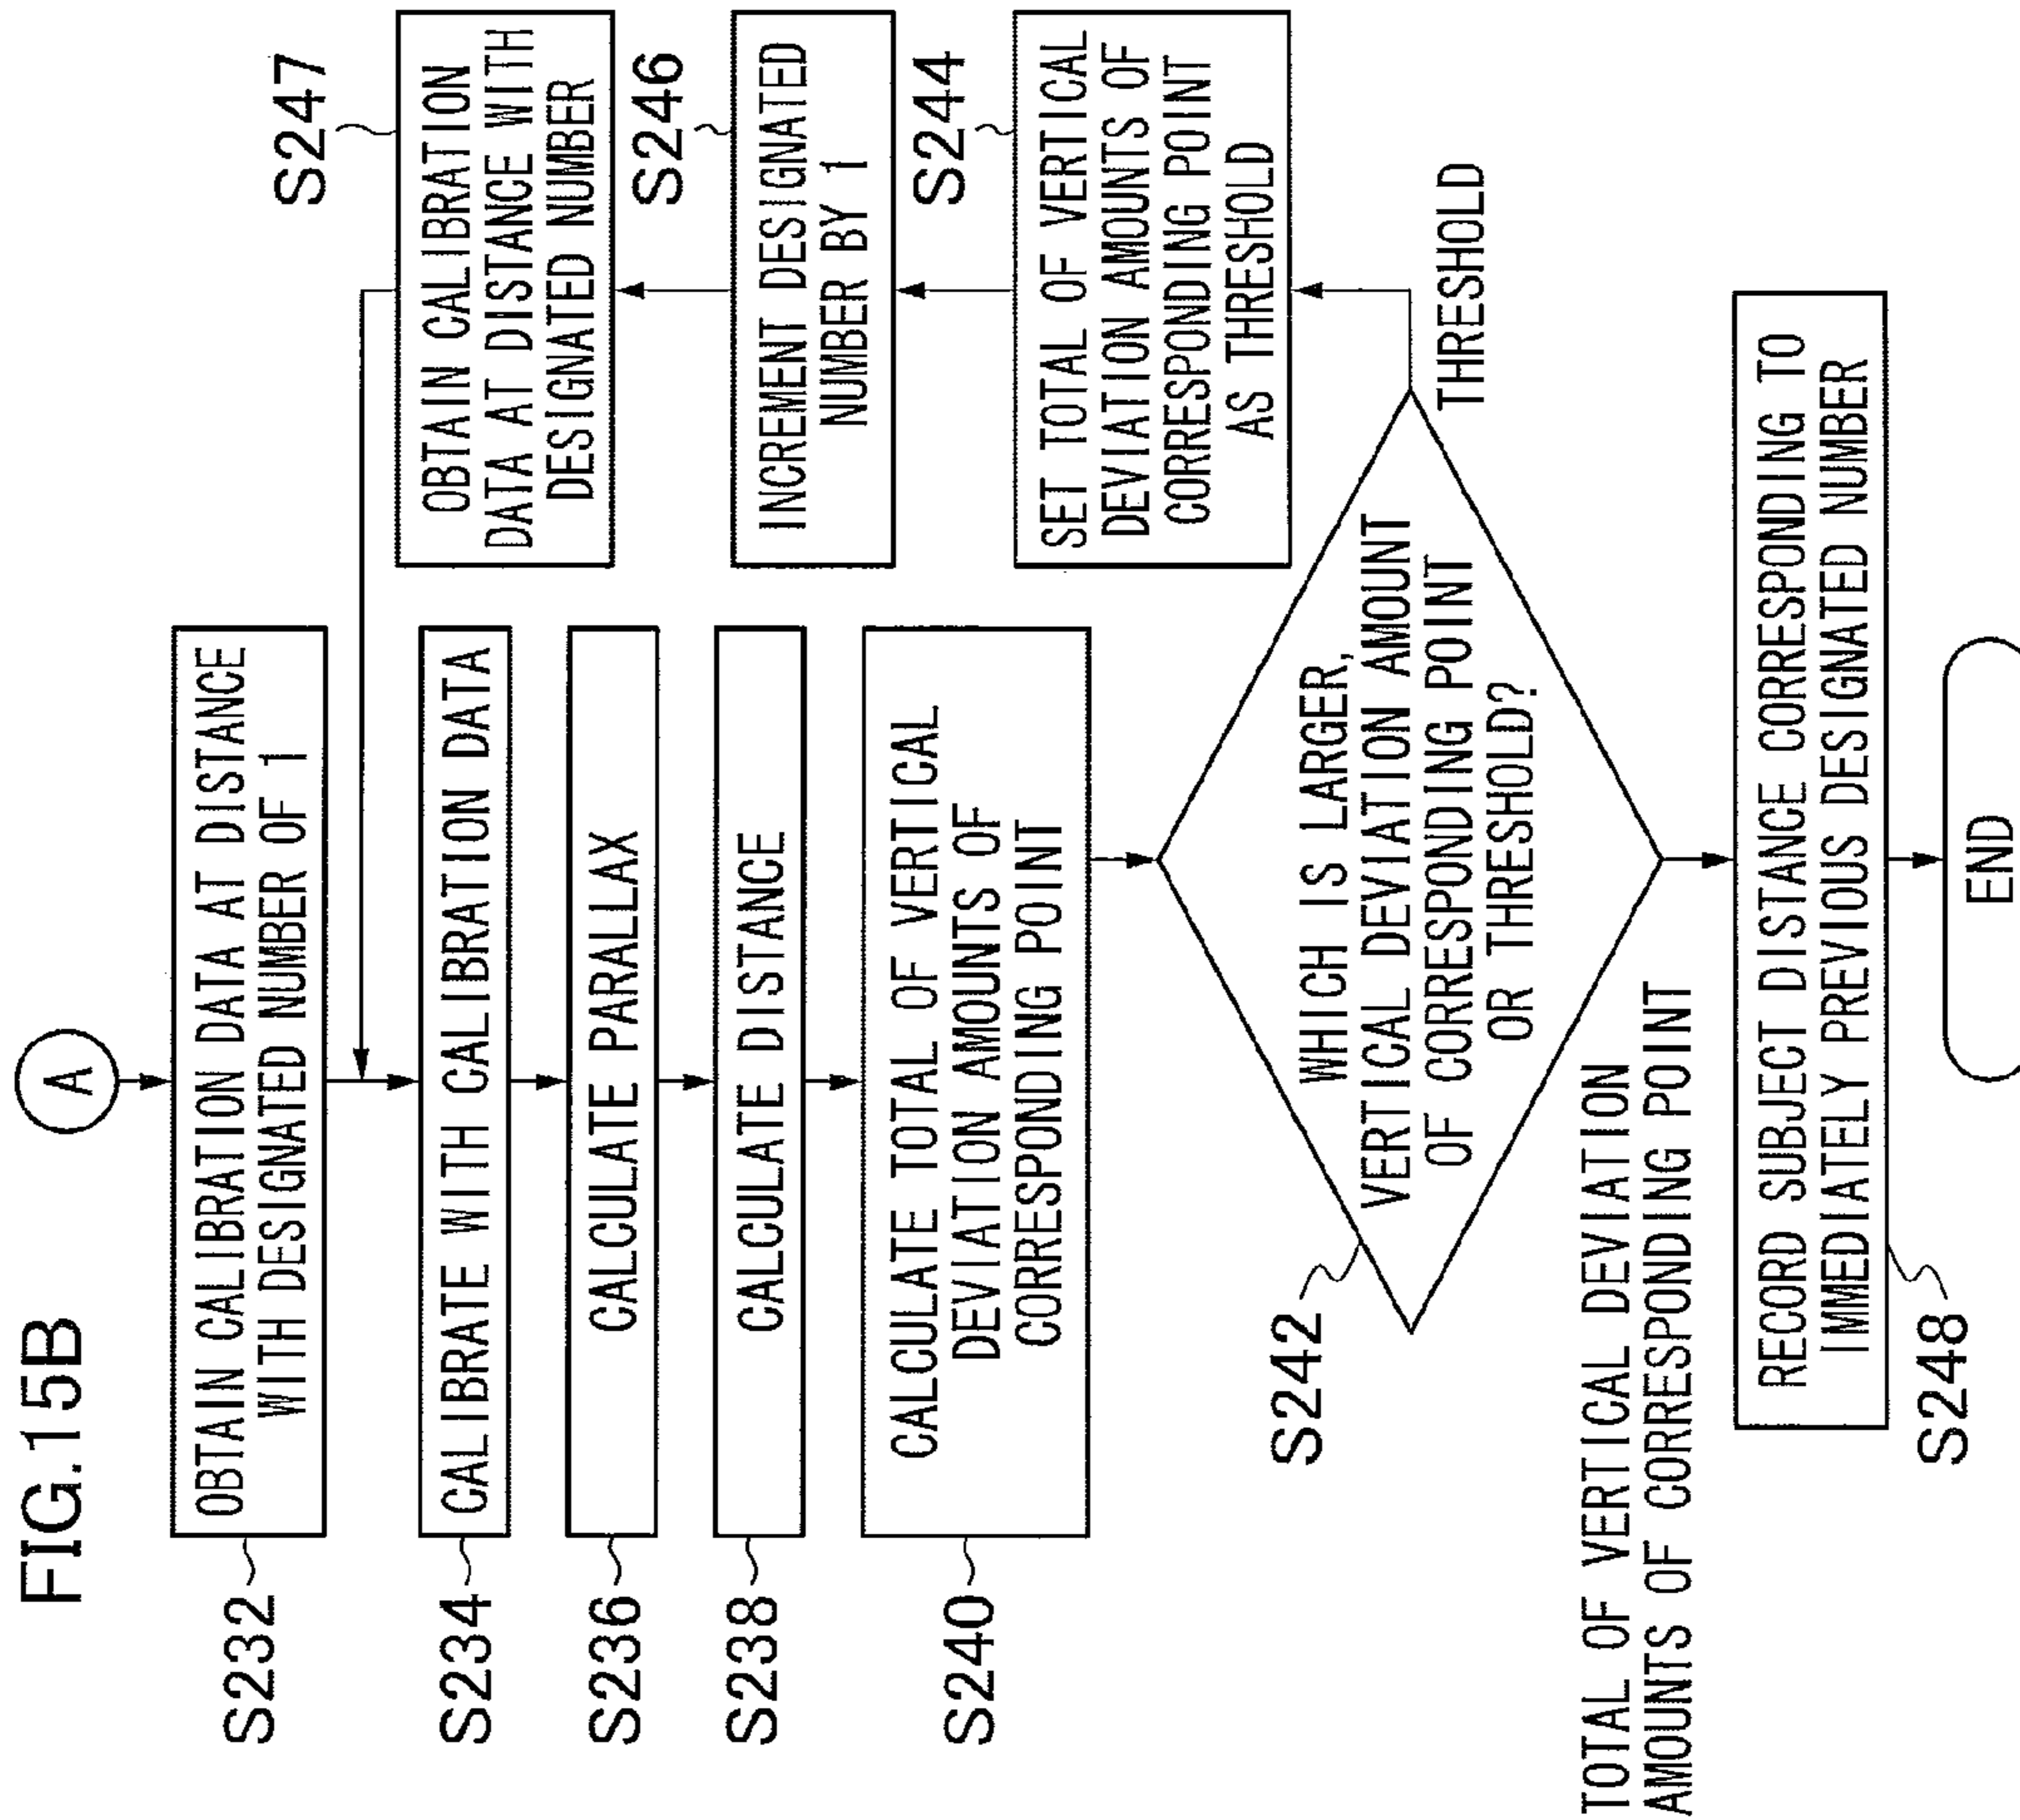 FIG.15B
A
S232
OBTAIN CALIBRATION DATA AT DISTANCE
WITH DESIGNATED NUMBER OF 1
S234
CALIBRATE WITH CALIBRATION DATA
S236
CALCULATE PARALLAX
S238
CALCULATE DISTANCE
S240
CALCULATE TOTAL OF VERTICAL
DEVIATION AMOUNTS OF
CORRESPONDING POINT
S242
WHICH IS LARGER,
VERTICAL DEVIATION AMOUNT
OF CORRESPONDING POINT
OR THRESHOLD?
THRESHOLD
S244
SET TOTAL OF VERTICAL
DEVIATION AMOUNTS OF
CORRESPONDING POINT
AS THRESHOLD
S246
INCREMENT DESIGNATED
NUMBER BY 1
S247
OBTAIN CALIBRATION
DATA AT DISTANCE WITH
DESIGNATED NUMBER
TOTAL OF VERTICAL DEVIATION
AMOUNTS OF CORRESPONDING POINT
RECORD SUBJECT DISTANCE CORRESPONDING TO
IMMEDIATELY PREVIOUS DESIGNATED NUMBER
S248
END